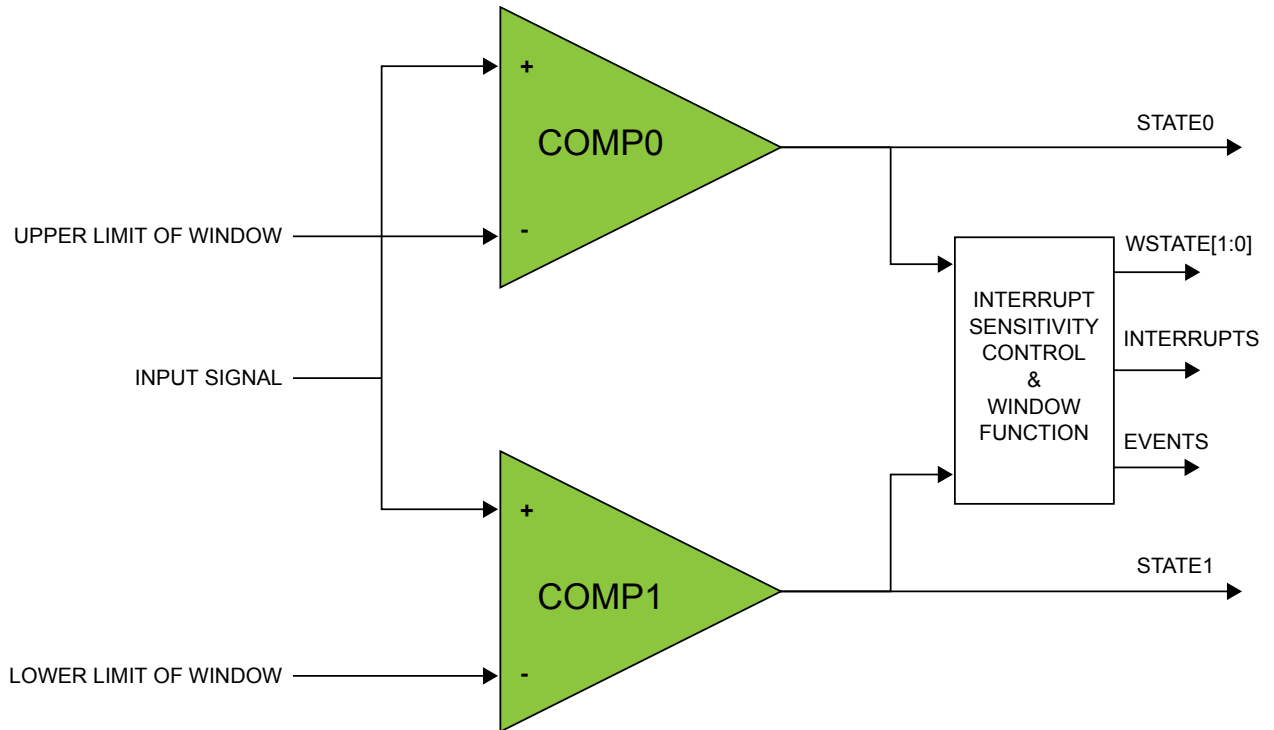 +
COMP0
-
STATE0
UPPER LIMIT OF WINDOW
INPUT SIGNAL
INTERRUPT
SENSITIVITY
CONTROL
&
WINDOW
FUNCTION
WSTATE[1:0]
INTERRUPTS
EVENTS
+
COMP1
-
STATE1
LOWER LIMIT OF WINDOW